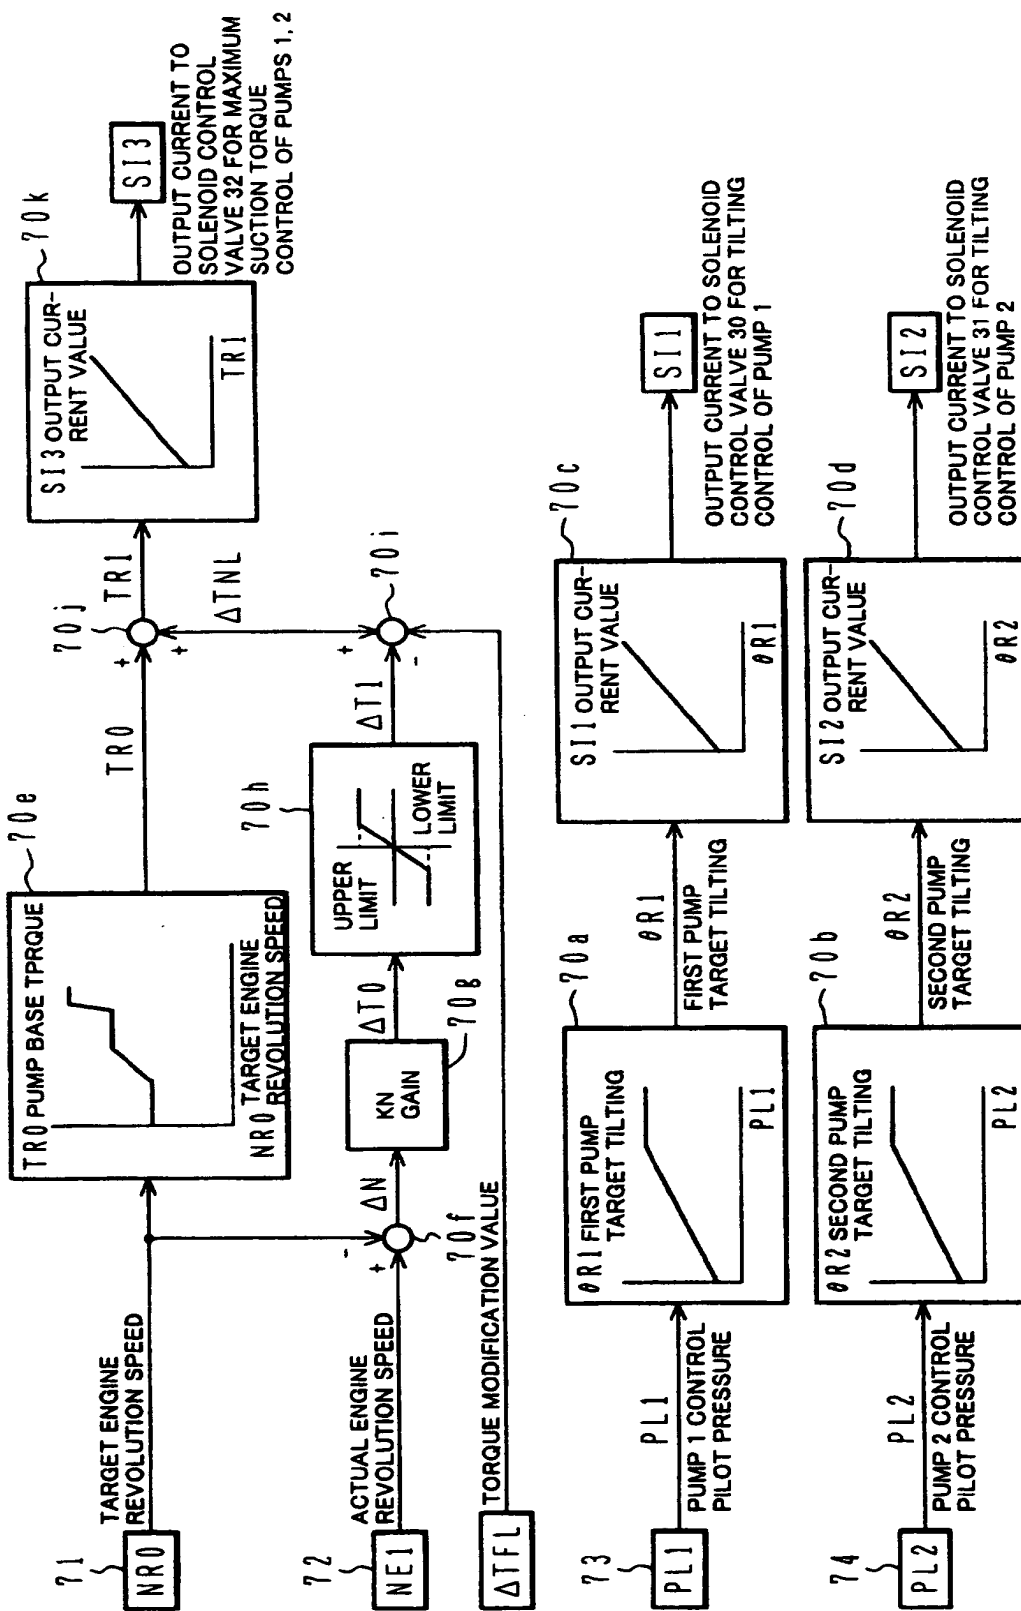 71
NR0
TARGET ENGINE
REVOLUTION SPEED
70e
TR0 PUMP BASE TPRQUE
NR0 TARGET ENGINE
REVOLUTION SPEED
TR0
70j
+
+
TR1
70k
SI3 OUTPUT CUR-
RENT VALUE
TR1
SI3
OUTPUT CURRENT TO
SOLENOID CONTROL
VALVE 32 FOR MAXIMUM
SUCTION TORQUE
CONTROL OF PUMPS 1, 2
72
NE1
ACTUAL ENGINE
REVOLUTION SPEED
-
+
70f
ΔN
KN
GAIN
70g
ΔT0
70h
UPPER
LIMIT
LOWER
LIMIT
ΔT1
+
-
70i
ΔTNL
ΔTFL
TORQUE MODIFICATION VALUE
73
PL1
PL1
PUMP 1 CONTROL
PILOT PRESSURE
70a
θR1 FIRST PUMP
TARGET TILTING
PL1
θR1
FIRST PUMP
TARGET TILTING
70c
SI1 OUTPUT CUR-
RENT VALUE
θR1
SI1
OUTPUT CURRENT TO SOLENOID
CONTROL VALVE 30 FOR TILTING
CONTROL OF PUMP 1
74
PL2
PL2
PUMP 2 CONTROL
PILOT PRESSURE
70b
θR2 SECOND PUMP
TARGET TILTING
PL2
θR2
SECOND PUMP
TARGET TILTING
70d
SI2 OUTPUT CUR-
RENT VALUE
θR2
SI2
OUTPUT CURRENT TO SOLENOID
CONTROL VALVE 31 FOR TILTING
CONTROL OF PUMP 2